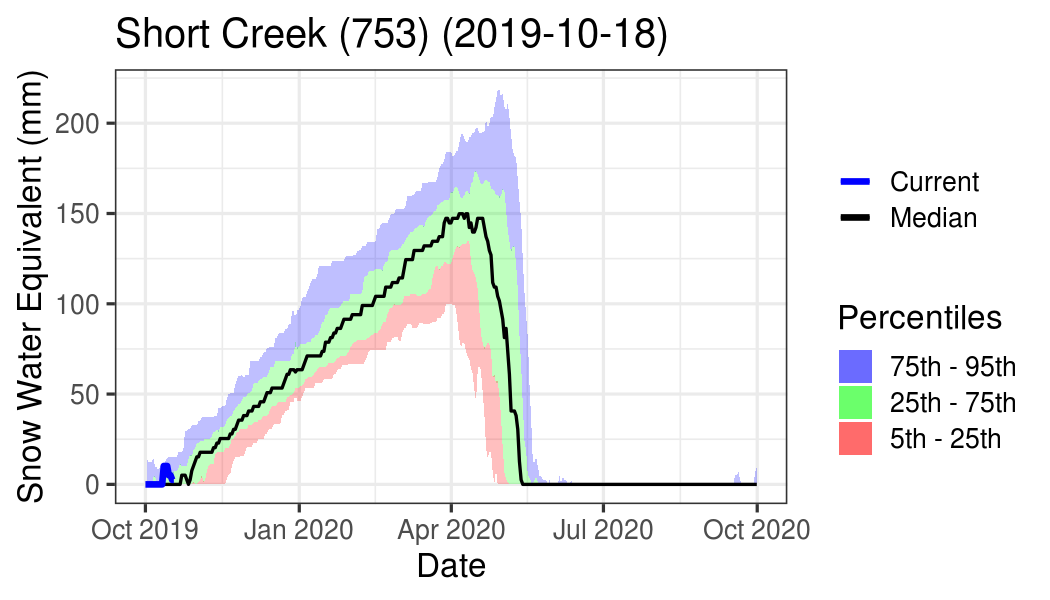 Short Creek (753) (2019-10-18)
Snow Water Equivalent (mm)
200
150
100
50
0
Oct 2019
Jan 2020
Apr 2020
Jul 2020
Oct 2020
Date
Current
Median
Percentiles
75th - 95th
25th - 75th
5th - 25th